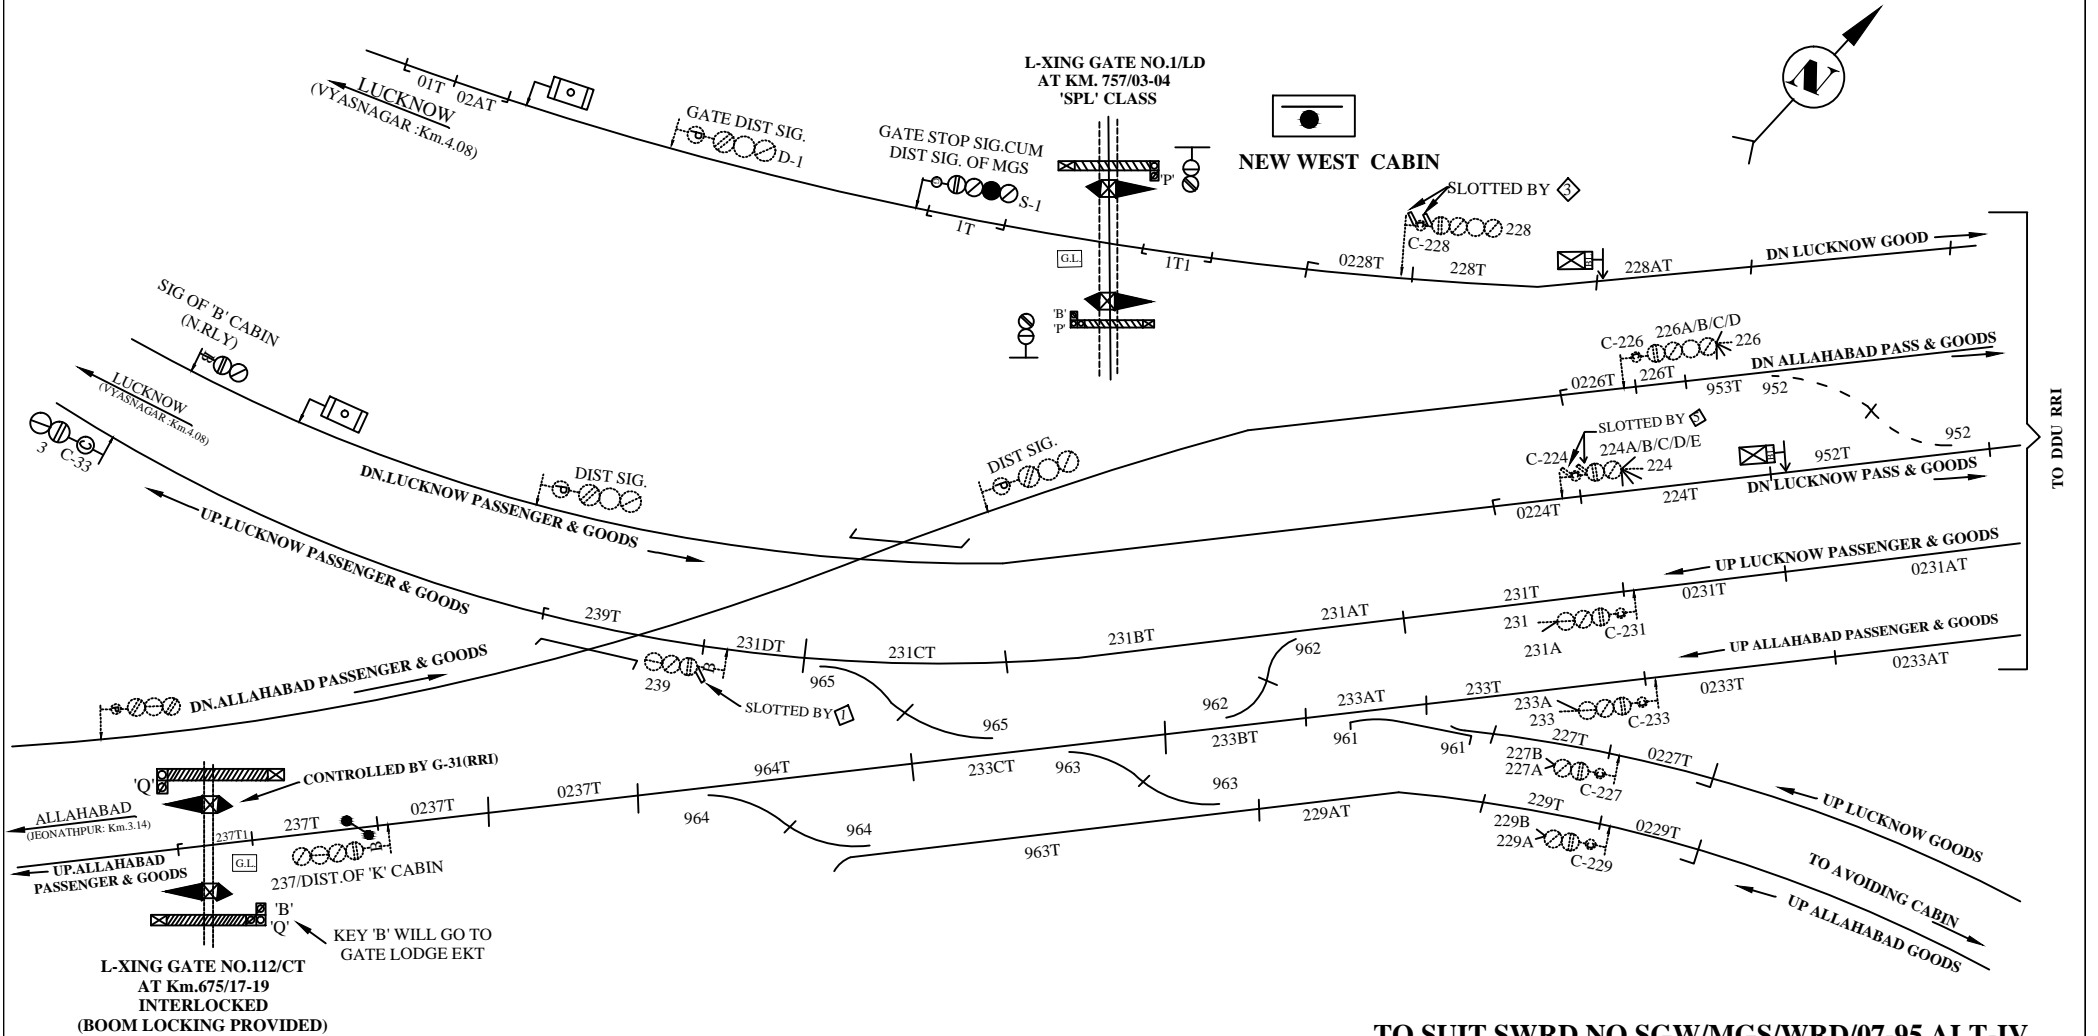 L-XING GATE NO.1/LD
AT KM. 757/03-04
'SPL' CLASS
N
01T
02AT
LUCKNOW
(VYASNAGAR :Km.4.08)
GATE DIST SIG.
P
D-1
GATE STOP SIG.CUM
DIST SIG. OF MGS
S-1
'P'
NEW WEST CABIN
SLOTTED BY 3
228
C-228
1T
G.L.
1T1
0228T
228T
228AT
DN LUCKNOW GOOD
'B'
'P'
SIG OF 'B' CABIN
(N.RLY)
B
LUCKNOW
(VYASNAGAR :Km.4.08)
C
3
C-33
226A/B/C/D
C-226
226
DN ALLAHABAD PASS & GOODS
0226T
226T
953T
952
SLOTTED BY 5
224A/B/C/D/E
C-224
224
952T
952
DN LUCKNOW PASS & GOODS
0224T
224T
TO DDU RRI
DIST SIG.
P
DIST SIG.
P
DN.LUCKNOW PASSENGER & GOODS
UP.LUCKNOW PASSENGER & GOODS
UP LUCKNOW PASSENGER & GOODS
0231AT
239T
231DT
231CT
231BT
231AT
231T
0231T
231
C-231
231A
UP ALLAHABAD PASSENGER & GOODS
0233AT
B
239
965
962
SLOTTED BY 1
DN.ALLAHABAD PASSENGER & GOODS
965
962
233AT
233T
0233T
233A
233
C-233
233BT
961
961
227T
0227T
227B
227A
C-227
964T
233CT
963
963
CONTROLLED BY G-31(RRI)
'Q'
ALLAHABAD
(JEONATHPUR: Km.3.14)
237T1
237T
0237T
0237T
964
964
963T
229AT
229T
0229T
229B
229A
C-229
UP LUCKNOW GOODS
TO AVOIDING CABIN
UP ALLAHABAD GOODS
UP.ALLAHABAD
PASSENGER & GOODS
G.L.
B
237/DIST.OF 'K' CABIN
'B'
'Q'
KEY 'B' WILL GO TO
GATE LODGE EKT
L-XING GATE NO.112/CT
AT Km.675/17-19
INTERLOCKED
(BOOM LOCKING PROVIDED)
TO SUIT SWRD NO.SGW/MGS/WRD/07-95 ALT-IV